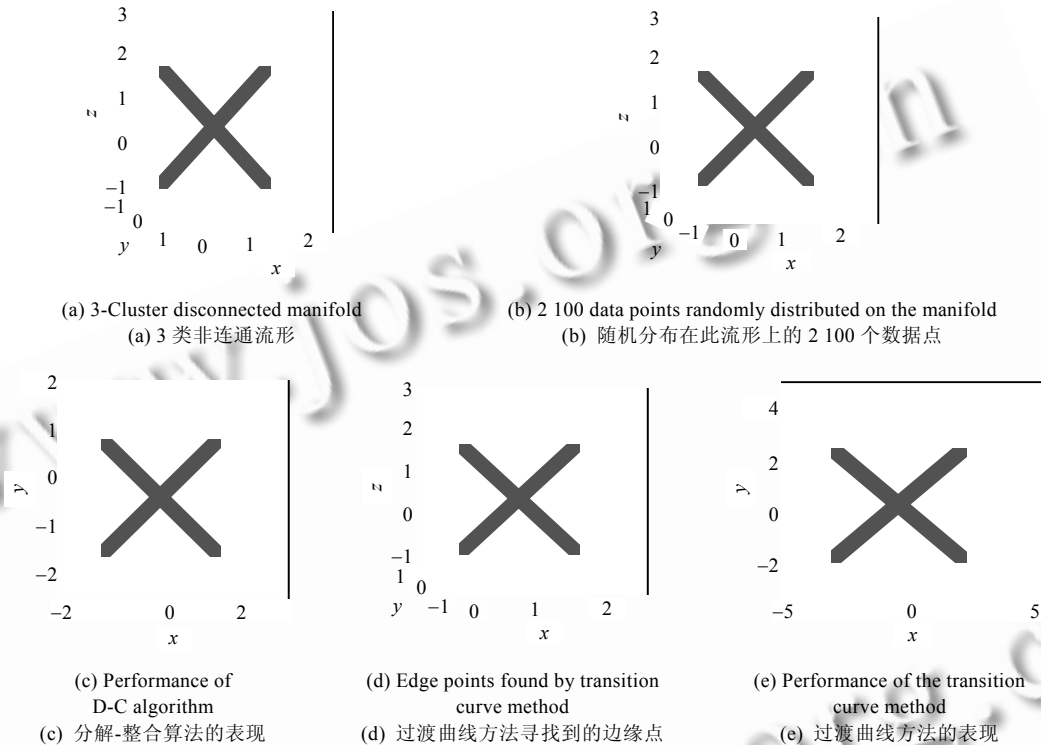 3
2
1
z
0
−1
−1
0
y
1 0 1 2
x
(a) 3-Cluster disconnected manifold
(a) 3 类非连通流形
3
2
1
z
0
−1
1
0
y
−1 0 1 2
x
(b) 2 100 data points randomly distributed on the manifold
(b) 随机分布在此流形上的 2 100 个数据点
2
1
0
y
−1
−2
−2 0 2
x
(c) Performance of
D-C algorithm
(c) 分解-整合算法的表现
3
2
1
z
0
−1
1
0
y
−1 0 1 2
x
(d) Edge points found by transition
curve method
(d) 过渡曲线方法寻找到的边缘点
4
2
y
0
−2
−5 0 5
x
(e) Performance of the transition
curve method
(e) 过渡曲线方法的表现
www.jos.org.cn